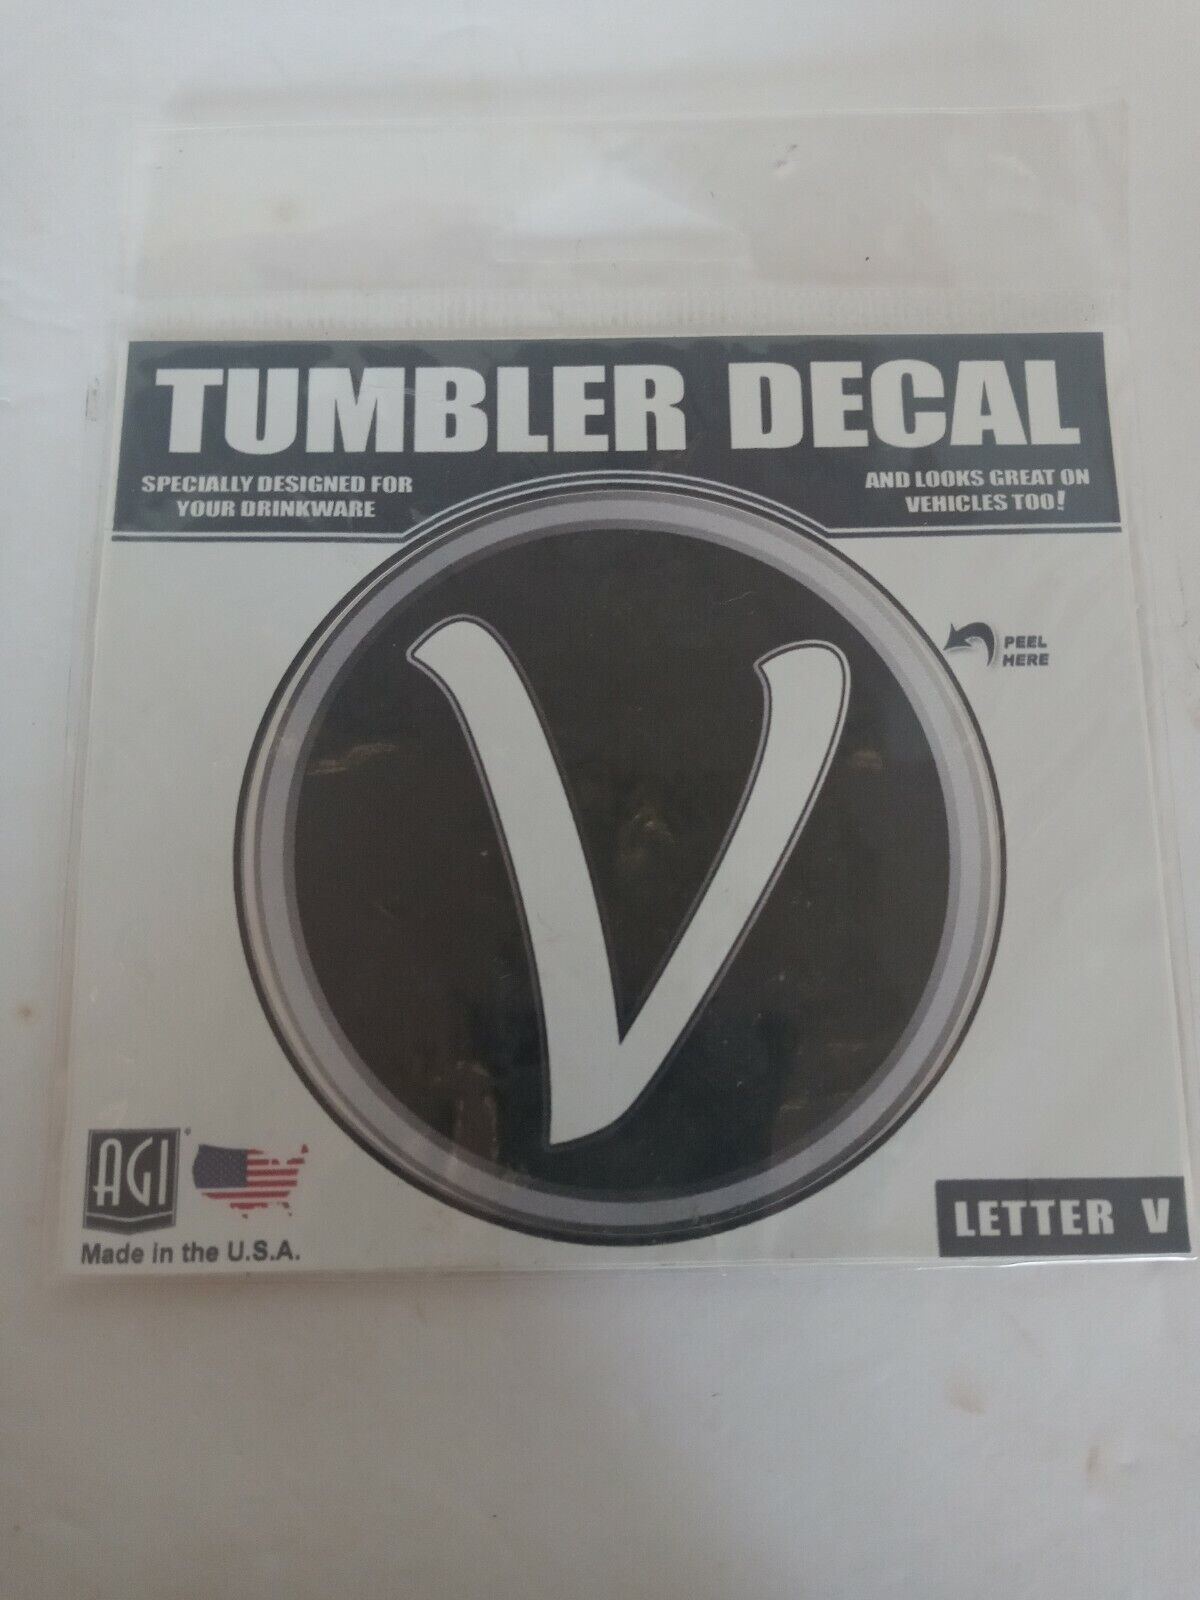 TUMBLER DECAL
SPECIALLY DESIGNED FOR
YOUR DRINKWARE
AND LOOKS GREAT ON
VEHICLES TOO!
PEEL
HERE
V
AGI
Made in the U.S.A.
LETTER V